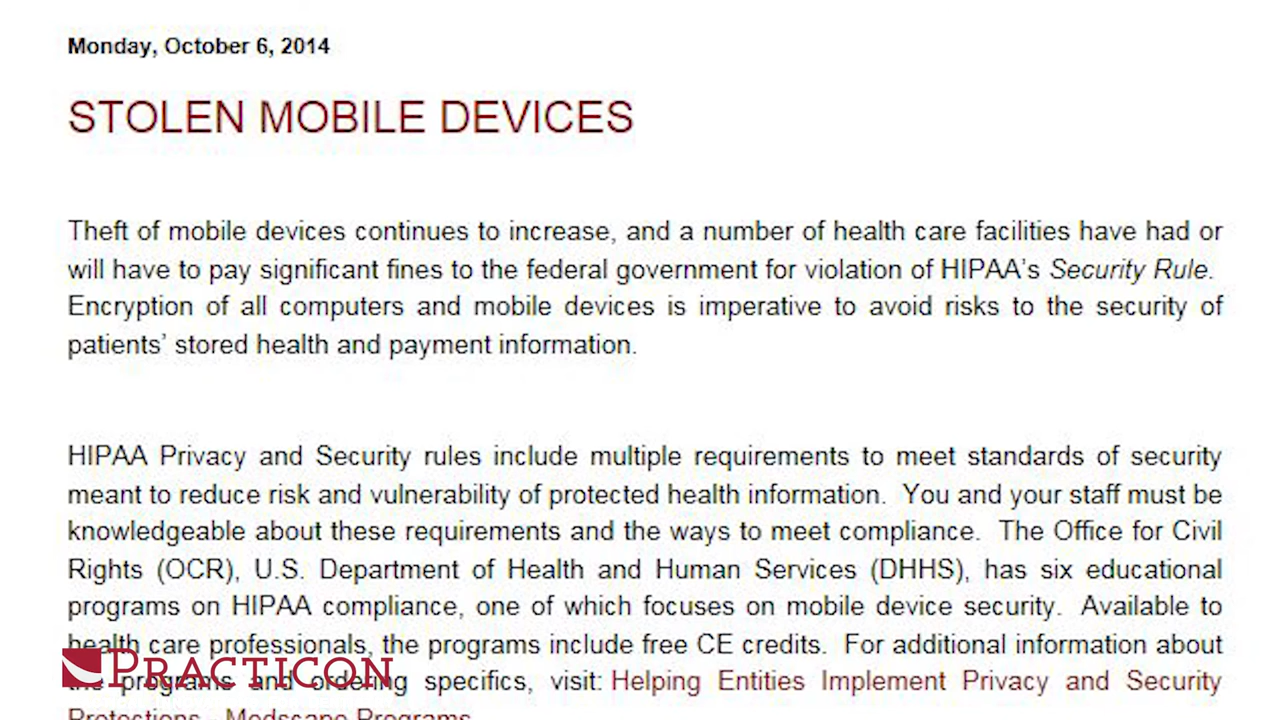 Monday, October 6, 2014
STOLEN MOBILE DEVICES
Theft of mobile devices continues to increase, and a number of health care facilities have had or
will have to pay significant fines to the federal government for violation of HIPAA's Security Rule.
Encryption of all computers and mobile devices is imperative to avoid risks to the security of
patients' stored health and payment information.
HIPAA Privacy and Security rules include multiple requirements to meet standards of security
meant to reduce risk and vulnerability of protected health information.  You and your staff must be
knowledgeable about these requirements and the ways to meet compliance.  The Office for Civil
Rights (OCR), U.S. Department of Health and Human Services (DHHS), has six educational
programs on HIPAA compliance, one of which focuses on mobile device security.  Available to
health care professionals, the programs include free CE credits.  For additional information about
the programs and ordering specifics, visit: Helping Entities Implement Privacy and Security
Protections - Medscape Programs
PRACTICON